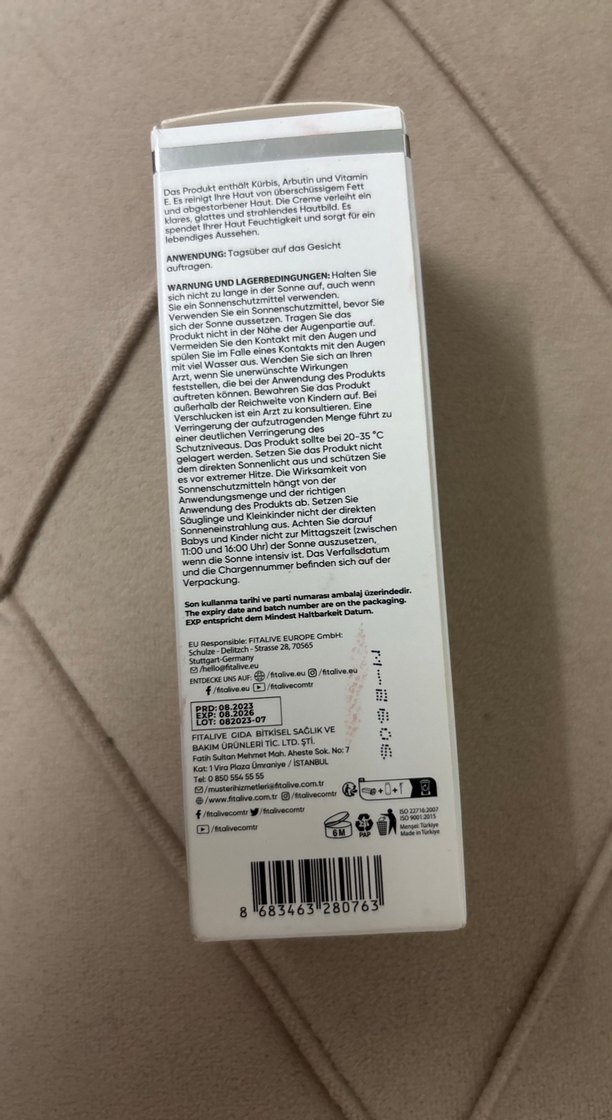 Das Produkt enthält Kürbis, Arbutin und Vitamin
E. Es reinigt Ihre Haut von überschüssigem Fett
und abgestorbener Haut. Die Creme verleiht ein
klares, glattes und strahlendes Hautbild. Es
spendet Ihrer Haut Feuchtigkeit und sorgt für ein
lebendiges Aussehen.
ANWENDUNG: Tagsüber auf das Gesicht
auftragen.
WARNUNG UND LAGERBEDINGUNGEN: Halten Sie
sich nicht zu lange in der Sonne auf, auch wenn
Sie ein Sonnenschutzmittel verwenden.
Verwenden Sie ein Sonnenschutzmittel, bevor Sie
sich der Sonne aussetzen. Tragen Sie das
Produkt nicht in der Nähe der Augenpartie auf.
Vermeiden Sie den Kontakt mit den Augen und
spülen Sie im Falle eines Kontakts mit den Augen
mit viel Wasser aus. Wenden Sie sich an Ihren
Arzt, wenn Sie unerwünschte Wirkungen
feststellen, die bei der Anwendung des Produkts
auftreten können. Bewahren Sie das Produkt
außerhalb der Reichweite von Kindern auf. Bei
Verschlucken ist ein Arzt zu konsultieren. Eine
Verringerung der aufzutragenden Menge führt zu
einer deutlichen Verringerung des
Schutzniveaus. Das Produkt sollte bei 20-35 °C
gelagert werden. Setzen Sie das Produkt nicht
dem direkten Sonnenlicht aus und schützen Sie
es vor extremer Hitze. Die Wirksamkeit von
Sonnenschutzmitteln hängt von der
Anwendungsmenge und der richtigen
Anwendung des Produkts ab. Setzen Sie
Säuglinge und Kleinkinder nicht der direkten
Sonneneinstrahlung aus. Achten Sie darauf
Babys und Kinder nicht zur Mittagszeit (zwischen
11:00 und 16:00 Uhr) der Sonne auszusetzen,
wenn die Sonne intensiv ist. Das Verfallsdatum
und die Chargennummer befinden sich auf der
Verpackung.
Son kullanma tarihi ve parti numarası ambalaj üzerindedir.
The expiry date and batch number are on the packaging.
EXP entspricht dem Mindest Haltbarkeit Datum.
EU Responsible: FITALIVE EUROPE GmbH:
Schulze - Delitzch - Strasse 28, 70565
Stuttgart-Germany
/hello@fitalive.eu
ENTDECKE UNS AUF: /fitalive.eu /fitalive.eu
/fitalive.eu /fitalivecomtr
PRD: 08.2023
EXP: 08.2026
LOT: 082023-07
FITALIVE GIDA BİTKİSEL SAĞLIK VE
BAKIM ÜRÜNLERİ TİC. LTD. ŞTİ.
Fatih Sultan Mehmet Mah. Aheste Sok. No: 7
Kat: 1 Vira Plaza Ümraniye / İSTANBUL
Tel: 0 850 554 55 55
/musterihizmetleri@fitalive.com.tr
/www.fitalive.com.tr /fitalivecomtr
/fitalivecomtr /fitalivecomtr
/fitalivecomtr
6M
PAP
ISO 22716:2007
ISO 9001:2015
Menşei: Türkiye
Made in Türkiye
8 683463 280763